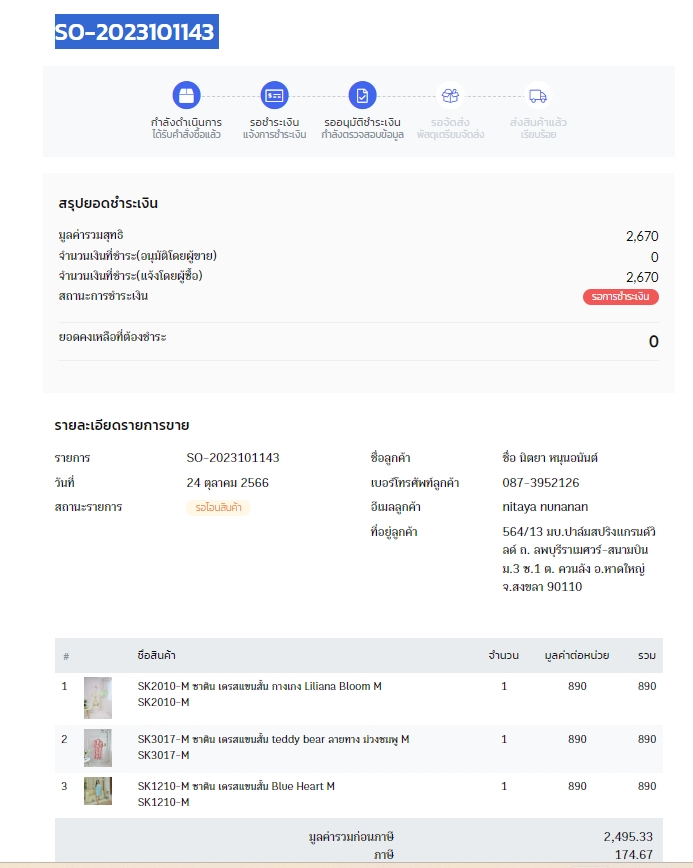 SO-2023101143
กำลังดำเนินการ
ได้รับคำสั่งซื้อแล้ว
รอชำระเงิน
แจ้งการชำระเงิน
รออนุมัติชำระเงิน
กำลังตรวจสอบข้อมูล
รอจัดส่ง
พัสดุเตรียมจัดส่ง
ส่งสินค้าแล้ว
เรียบร้อย
สรุปยอดชำระเงิน
มูลค่ารวมสุทธิ 2,670
จำนวนเงินที่ชำระ(อนุมัติโดยผู้ขาย) 0
จำนวนเงินที่ชำระ(แจ้งโดยผู้ซื้อ) 2,670
สถานะการชำระเงิน รอการชำระเงิน
ยอดคงเหลือที่ต้องชำระ 0
รายละเอียดรายการขาย
รายการ SO-2023101143
วันที่ 24 ตุลาคม 2566
สถานะรายการ รอโอนสินค้า
ชื่อลูกค้า ชื่อ นิตยา หนุนอนันต์
เบอร์โทรศัพท์ลูกค้า 087-3952126
อีเมลลูกค้า nitaya nunanan
ที่อยู่ลูกค้า 564/13 มบ.ปาล์มสปริงแกรนด์วิ
ลด์ ถ. ลพบุรีราเมศวร์-สนามบิน
ม.3 ซ.1 ต. ควนลัง อ.หาดใหญ่
จ.สงขลา 90110
# ชื่อสินค้า จำนวน มูลค่าต่อหน่วย รวม
1 SK2010-M ซาติน เดรสแขนสั้น กางเกง Liliana Bloom M 1 890 890
SK2010-M
2 SK3017-M ซาติน เดรสแขนสั้น teddy bear ลายทาง ม่วงชมพู M 1 890 890
SK3017-M
3 SK1210-M ซาติน เดรสแขนสั้น Blue Heart M 1 890 890
SK1210-M
มูลค่ารวมก่อนภาษี 2,495.33
ภาษี 174.67